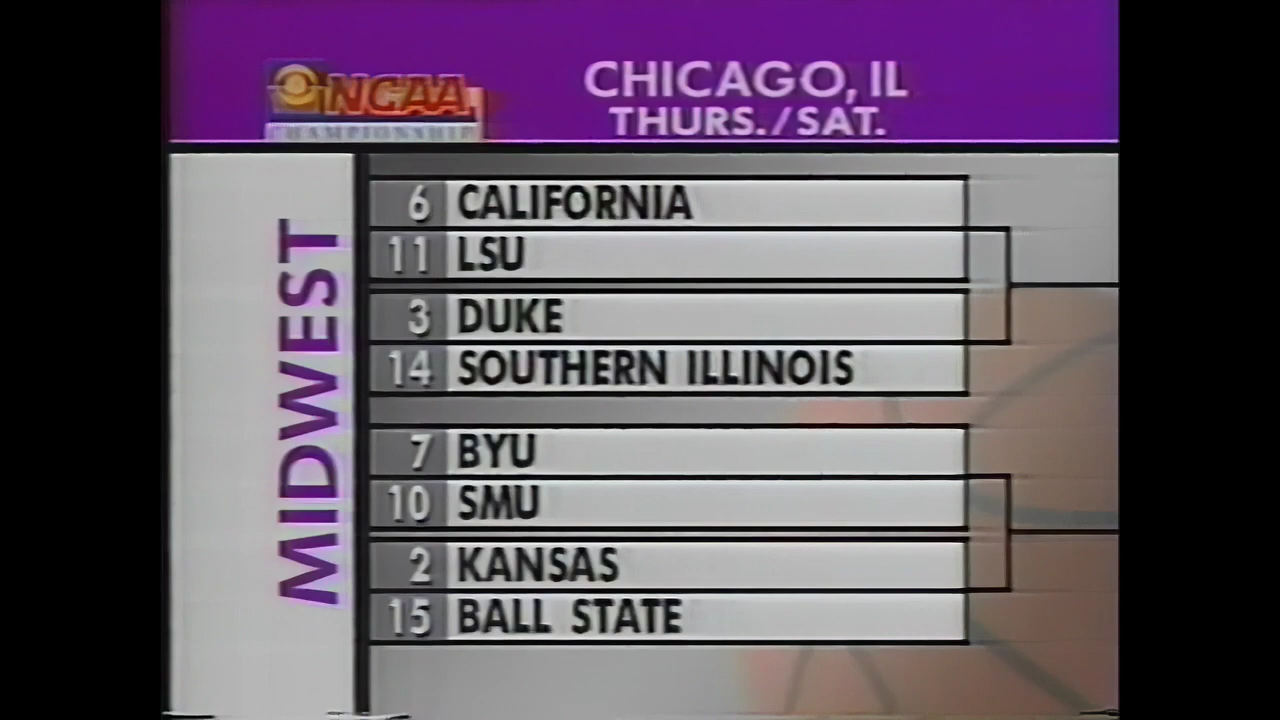 NCAA
CHAMPIONSHIP
CHICAGO, IL
THURS./SAT.
MIDWEST
6 CALIFORNIA
11 LSU
3 DUKE
14 SOUTHERN ILLINOIS
7 BYU
10 SMU
2 KANSAS
15 BALL STATE